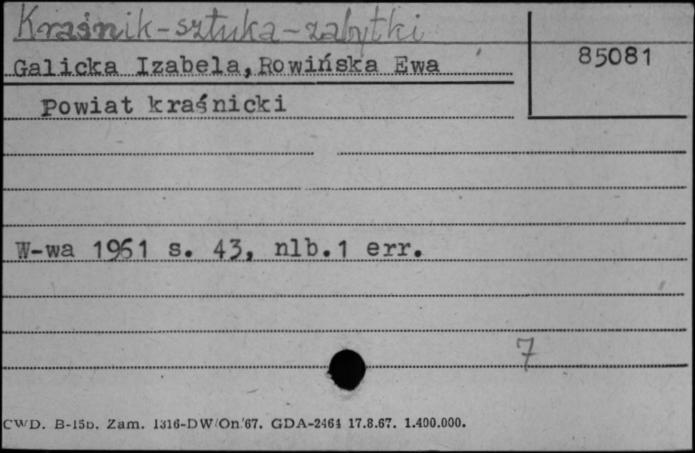 Kraśnik-sztuka-zabytki
Galicka Izabela, Rowińska Ewa
85081
Powiat kraśnicki
W-wa 1961 s. 43, nlb.1 err.
7
CWD. B-15b. Zam. 1316-DW/On/67. GDA-2464 17.8.67. 1.400.000.